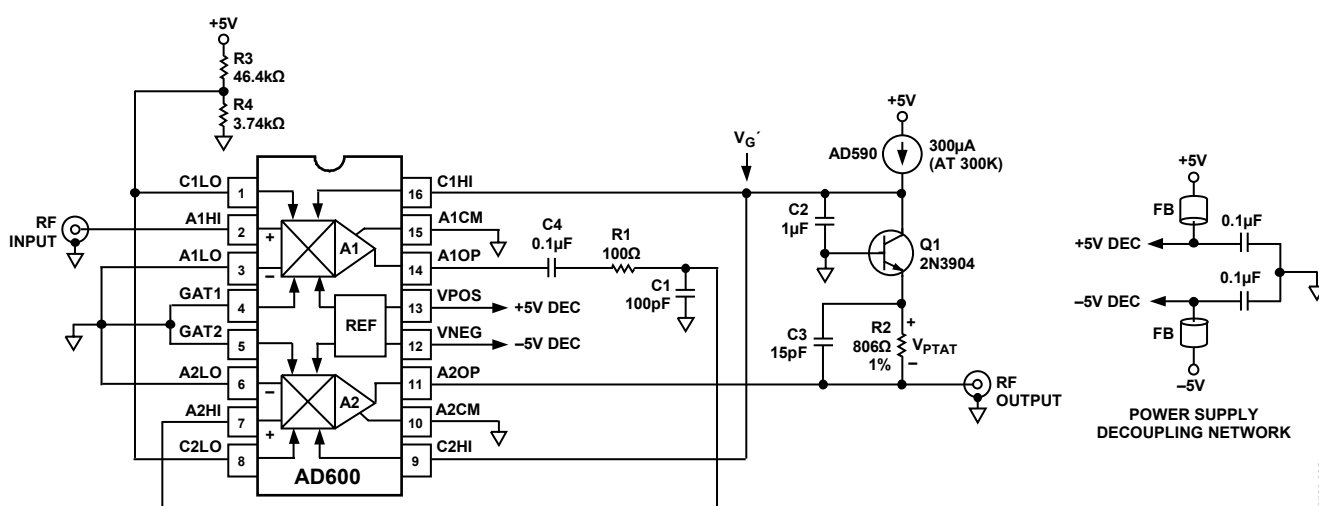 +5V
R3
46.4kΩ
R4
3.74kΩ
C1LO
1
A1HI
2
RF
INPUT
A1LO
3
GAT1
4
GAT2
5
A2LO
6
A2HI
7
C2LO
8
+
–
A1
REF
–
A2
+
AD600
16
C1HI
15
A1CM
14
A1OP
13
VPOS
+5V DEC
12
VNEG
–5V DEC
11
A2OP
10
A2CM
9
C2HI
C4
0.1µF
R1
100Ω
C1
100pF
VG´
+5V
AD590
300µA
(AT 300K)
C2
1µF
Q1
2N3904
C3
15pF
R2
806Ω
1%
+
VPTAT
–
RF
OUTPUT
+5V
FB
0.1µF
+5V DEC
0.1µF
–5V DEC
FB
–5V
POWER SUPPLY
DECOUPLING NETWORK